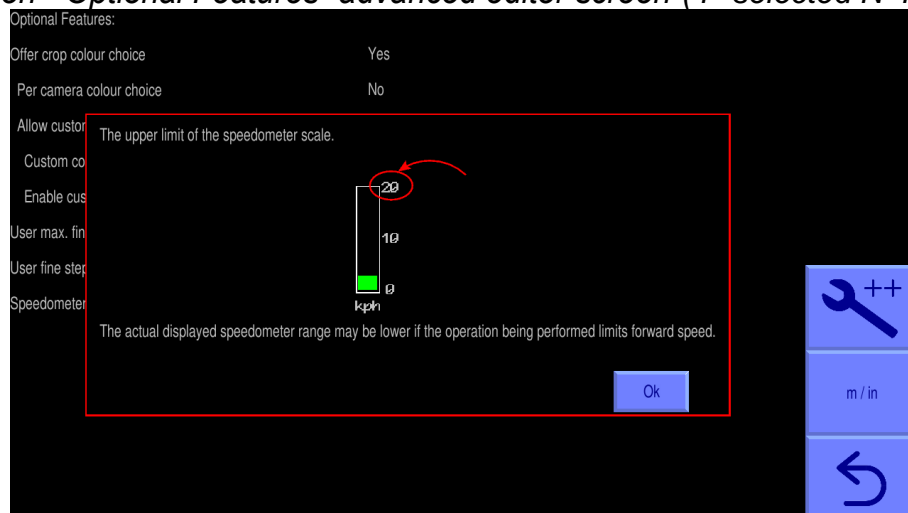 Optional Features:
Offer crop colour choice Yes
Per camera colour choice No
Allow custor
The upper limit of the speedometer scale.
Custom co
20
Enable cus
User max. fin
10
User fine step
++
0
Speedometer
kph
The actual displayed speedometer range may be lower if the operation being performed limits forward speed.
Ok
m / in